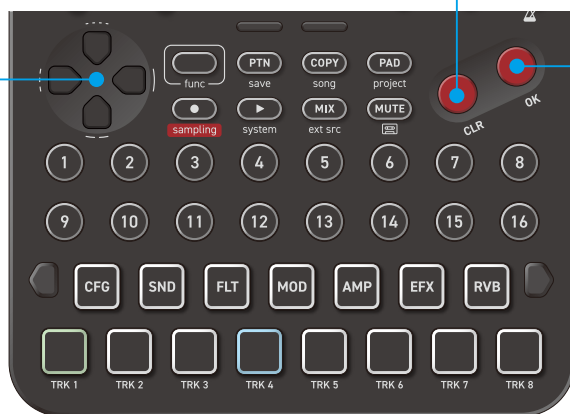 PTN COPY PAD
func save song project
MIX MUTE
sampling system ext src
CLR OK
1 2 3 4 5 6 7 8
9 10 11 12 13 14 15 16
CFG SND FLT MOD AMP EFX RVB
TRK 1 TRK 2 TRK 3 TRK 4 TRK 5 TRK 6 TRK 7 TRK 8